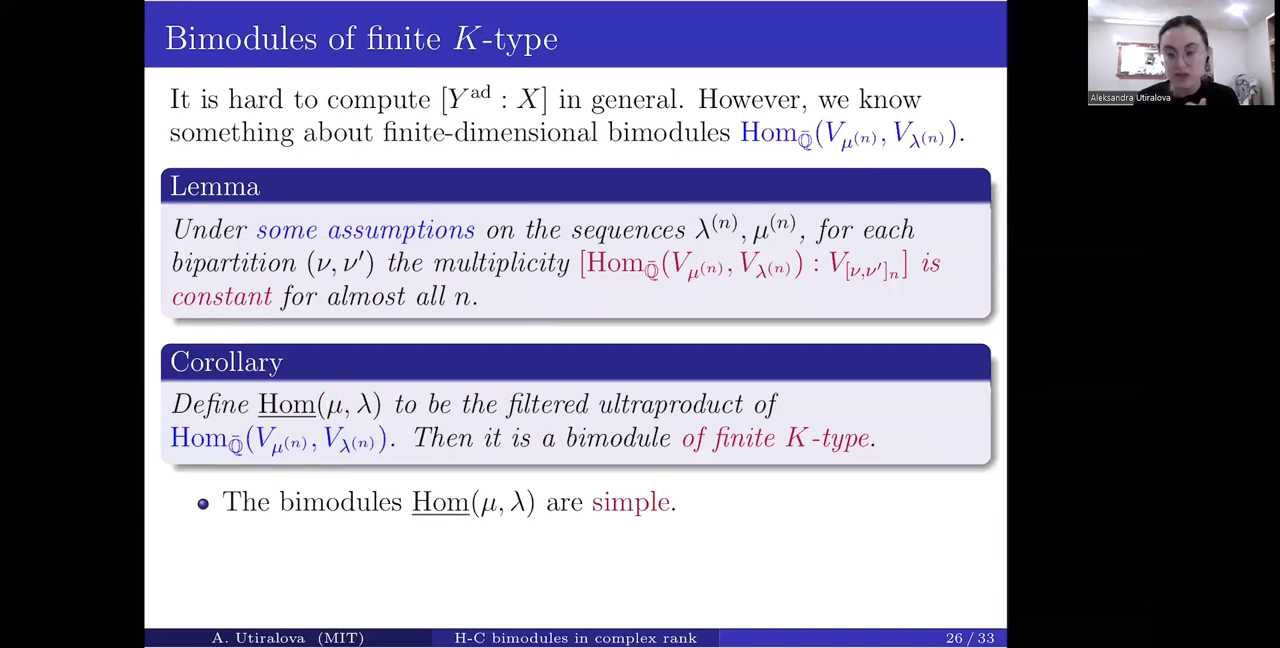 Bimodules of finite K-type
Aleksandra Utiralova
It is hard to compute [Y^ad : X] in general. However, we know
something about finite-dimensional bimodules Hom_ℚ̄(V_μ^(n), V_λ^(n)).
Lemma
Under some assumptions on the sequences λ^(n), μ^(n), for each
bipartition (ν, ν′) the multiplicity [Hom_ℚ̄(V_μ^(n), V_λ^(n)) : V_[ν,ν′]_n] is
constant for almost all n.
Corollary
Define Hom(μ, λ) to be the filtered ultraproduct of
Hom_ℚ̄(V_μ^(n), V_λ^(n)). Then it is a bimodule of finite K-type.
The bimodules Hom(μ, λ) are simple.
A. Utiralova (MIT) H-C bimodules in complex rank 26 / 33